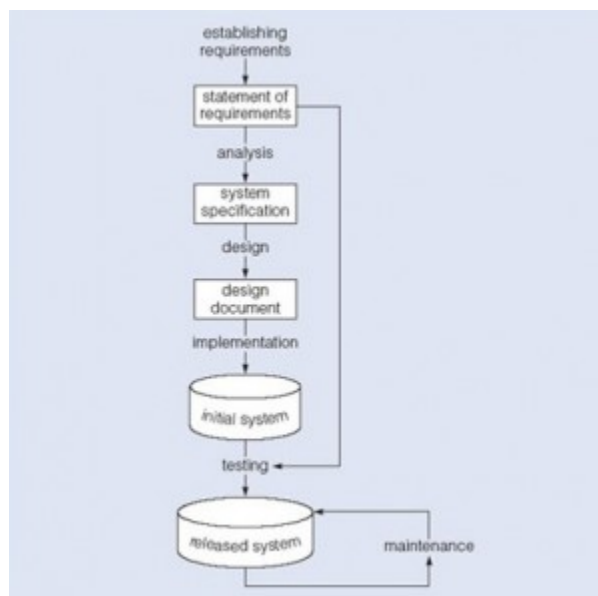 establishing
requirements
statement of
requirements
analysis
system
specification
design
design
document
implementation
initial system
testing
released system
maintenance